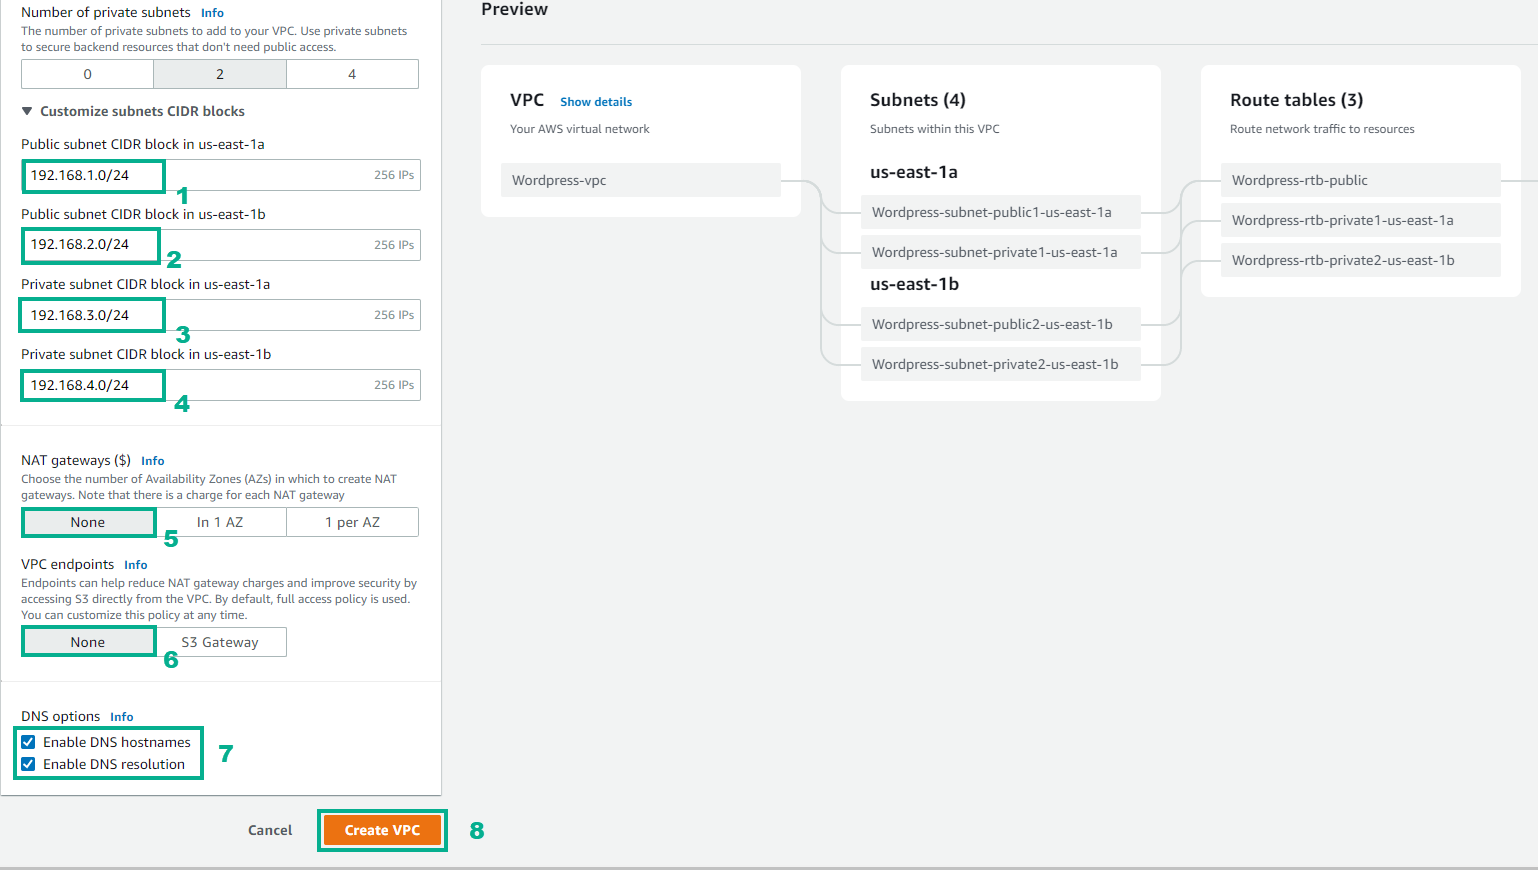 Number of private subnets Info
The number of private subnets to add to your VPC. Use private subnets
to secure backend resources that don't need public access.
0 2 4
Customize subnets CIDR blocks
Public subnet CIDR block in us-east-1a
192.168.1.0/24 256 IPs
1
Public subnet CIDR block in us-east-1b
192.168.2.0/24 256 IPs
2
Private subnet CIDR block in us-east-1a
192.168.3.0/24 256 IPs
3
Private subnet CIDR block in us-east-1b
192.168.4.0/24 256 IPs
4
NAT gateways ($) Info
Choose the number of Availability Zones (AZs) in which to create NAT
gateways. Note that there is a charge for each NAT gateway
None In 1 AZ 1 per AZ
5
VPC endpoints Info
Endpoints can help reduce NAT gateway charges and improve security by
accessing S3 directly from the VPC. By default, full access policy is used.
You can customize this policy at any time.
None S3 Gateway
6
DNS options Info
Enable DNS hostnames
Enable DNS resolution
7
Cancel Create VPC 8
Preview
VPC Show details
Your AWS virtual network
Wordpress-vpc
Subnets (4)
Subnets within this VPC
us-east-1a
Wordpress-subnet-public1-us-east-1a
Wordpress-subnet-private1-us-east-1a
us-east-1b
Wordpress-subnet-public2-us-east-1b
Wordpress-subnet-private2-us-east-1b
Route tables (3)
Route network traffic to resources
Wordpress-rtb-public
Wordpress-rtb-private1-us-east-1a
Wordpress-rtb-private2-us-east-1b